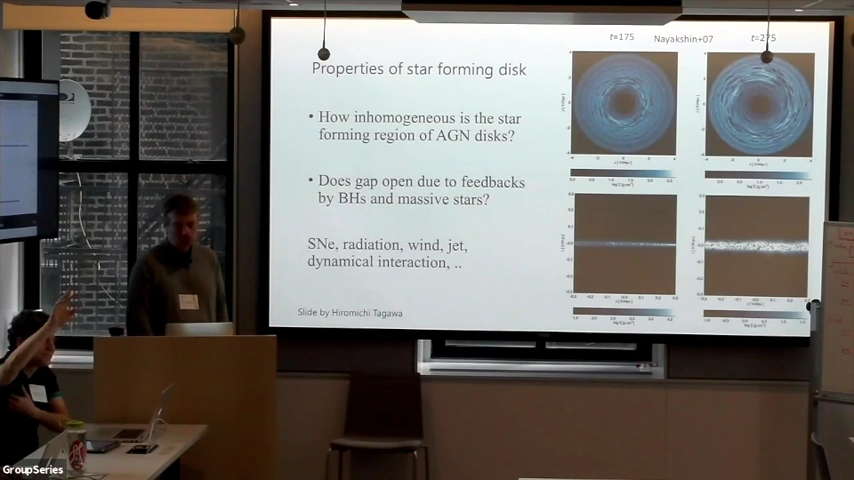 t=175
Nayakshin+07
t=275
Properties of star forming disk
• How inhomogeneous is the star
forming region of AGN disks?
• Does gap open due to feedbacks
by BHs and massive stars?
SNe, radiation, wind, jet,
dynamical interaction, ..
Slide by Hiromichi Tagawa
GroupSeries